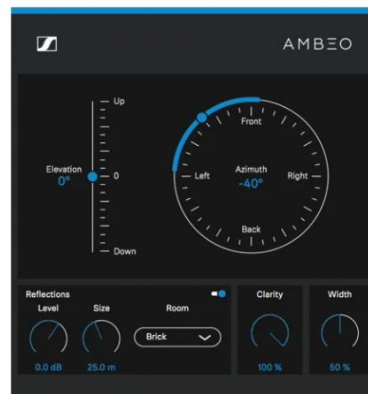 AMBEO
Up
Elevation
0°
0
Down
Front
Left
Azimuth
-40°
Right
Back
Reflections
Level
Size
Room
Brick
0.0 dB
25.0 m
Clarity
100 %
Width
50 %